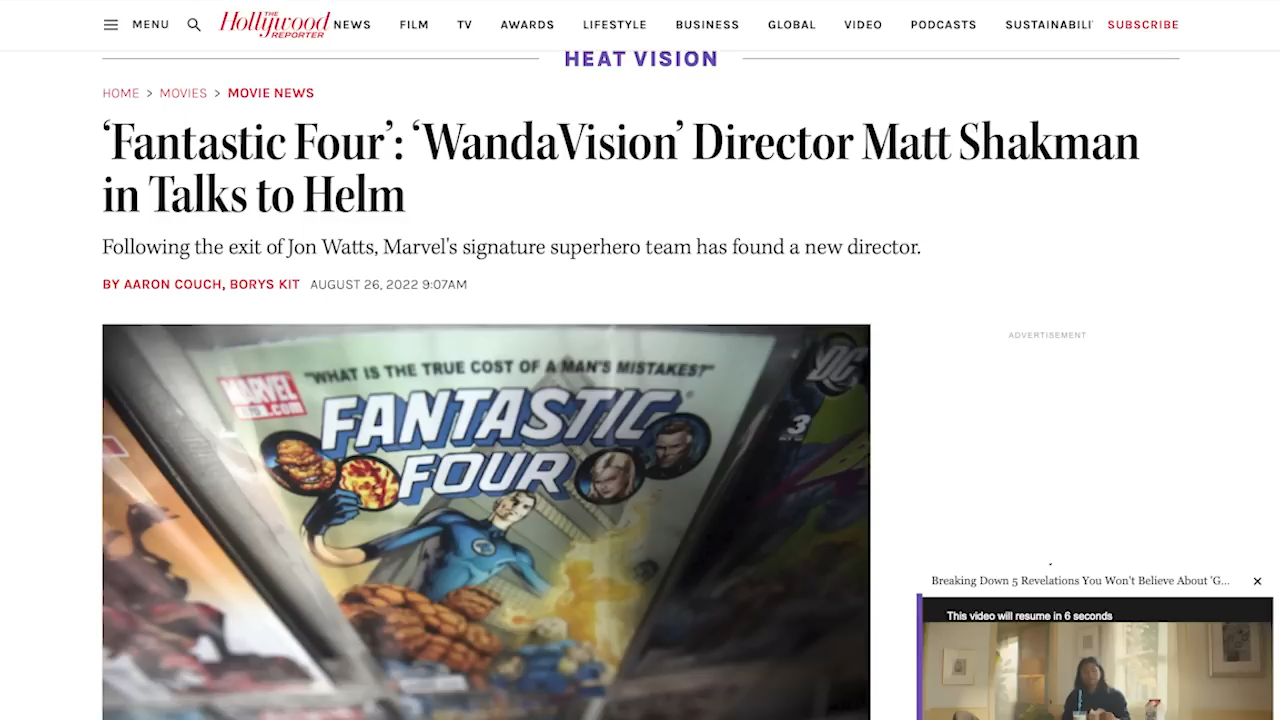 MENU
THE
Hollywood
REPORTER
NEWS
FILM
TV
AWARDS
LIFESTYLE
BUSINESS
GLOBAL
VIDEO
PODCASTS
SUSTAINABILI
SUBSCRIBE
HEAT VISION
HOME > MOVIES > MOVIE NEWS
‘Fantastic Four’: ‘WandaVision’ Director Matt Shakman
in Talks to Helm
Following the exit of Jon Watts, Marvel's signature superhero team has found a new director.
BY AARON COUCH, BORYS KIT AUGUST 26, 2022 9:07AM
ADVERTISEMENT
"WHAT IS THE TRUE COST OF A MAN'S MISTAKES?"
MARVEL
.COM
FANTASTIC
FOUR
DC
3
Breaking Down 5 Revelations You Won't Believe About 'G...
This video will resume in 6 seconds